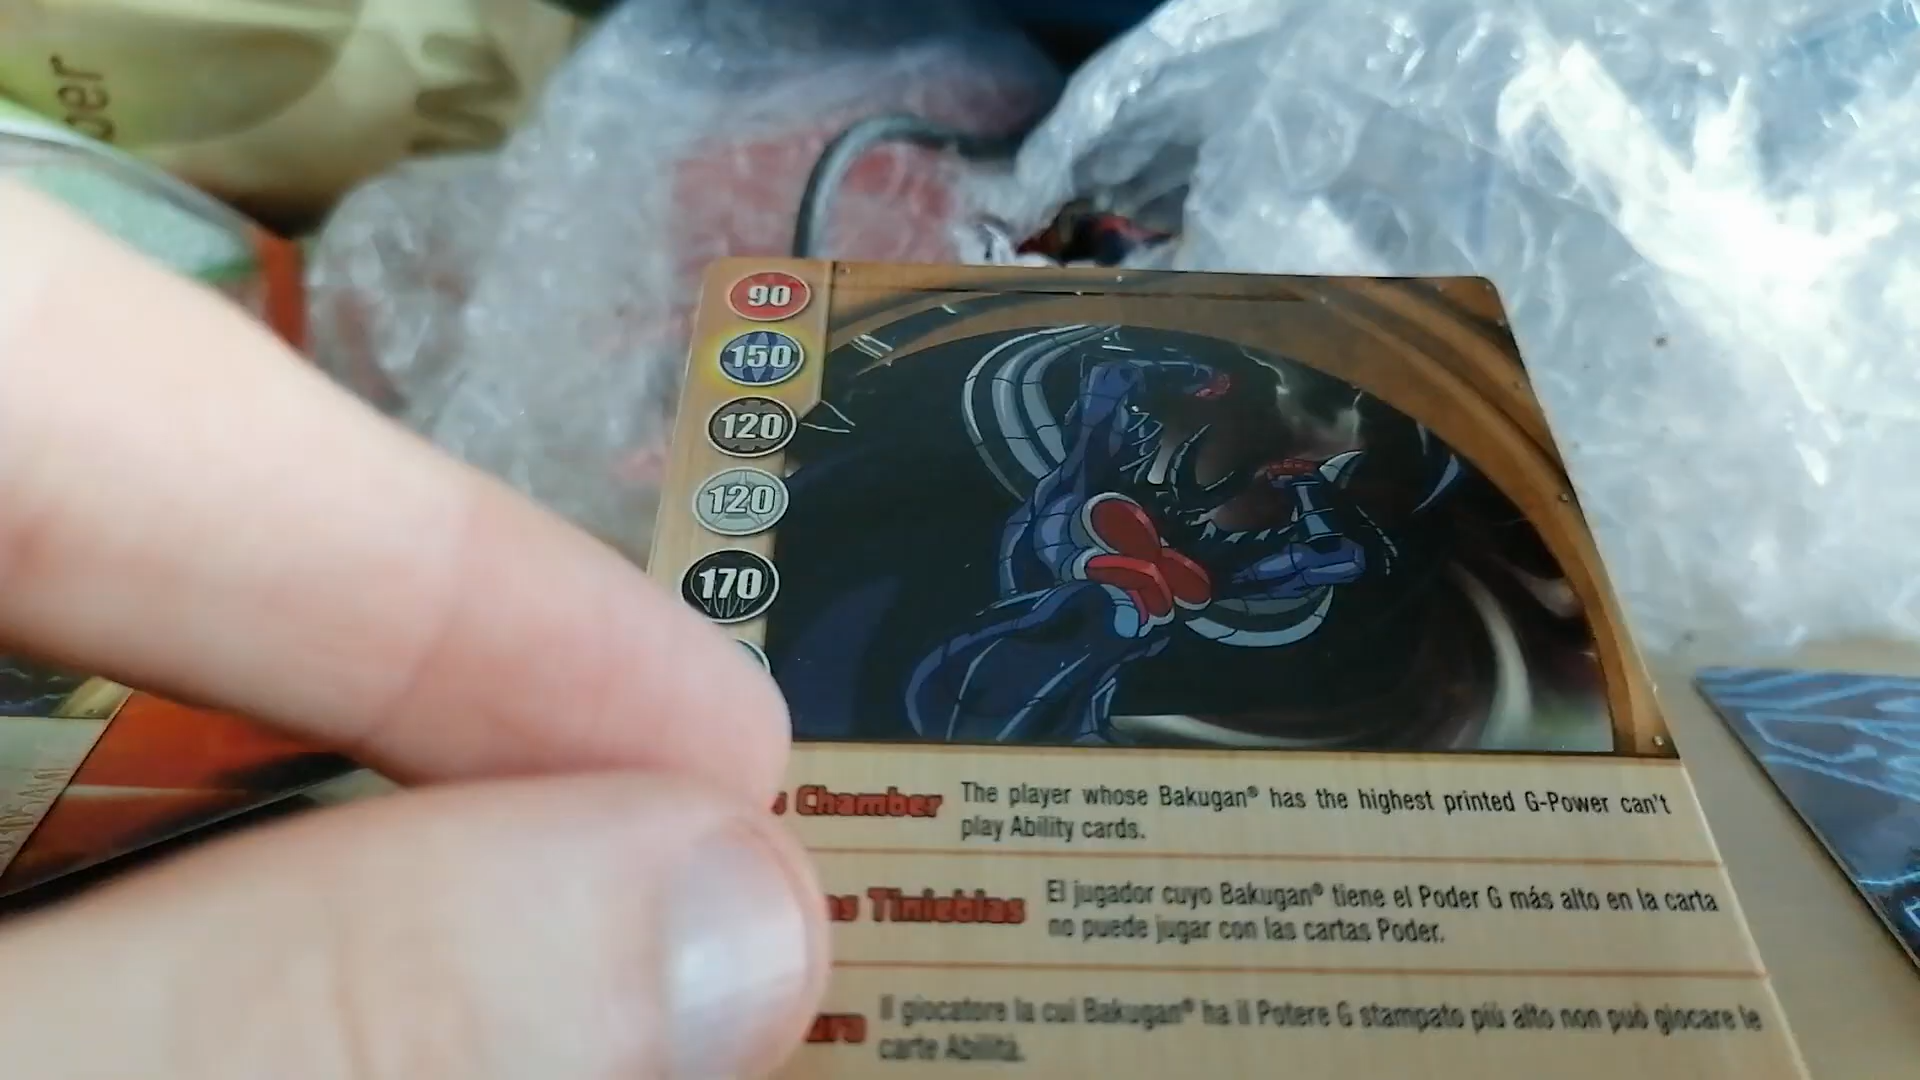 ber
90
150
120
120
170
Chamber The player whose Bakugan® has the highest printed G-Power can't
play Ability cards.
Tinieblas El jugador cuyo Bakugan® tiene el Poder G más alto en la carta
no puede jugar con las cartas Poder.
Il giocatore la cui Bakugan® ha il Potere G stampato più alto non può giocare le
carte Abilità.